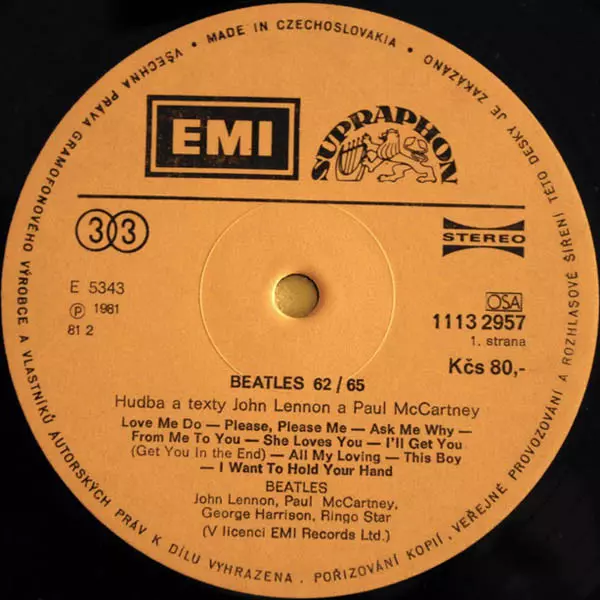 VŠECHNA PRÁVA GRAMOFONOVÉHO VÝROBCE A VLASTNÍKŮ AUTORSKÝCH PRÁV K DÍLU VYHRAZENA. POŘIZOVÁNÍ KOPIÍ, VEŘEJNÉ PROVOZOVÁNÍ A ROZHLASOVÉ ŠÍŘENÍ TÉTO DESKY JE ZAKÁZÁNO • MADE IN CZECHOSLOVAKIA •
EMI
SUPRAPHON
33
STEREO
E 5343
Ⓟ 1981
81 2
OSA
1113 2957
1. strana
Kčs 80,-
BEATLES 62/65
Hudba a texty John Lennon a Paul McCartney
Love Me Do — Please, Please Me — Ask Me Why —
From Me To You — She Loves You — I'll Get You
(Get You In the End) — All My Loving — This Boy
— I Want To Hold Your Hand
BEATLES
John Lennon, Paul McCartney,
George Harrison, Ringo Star
(V licenci EMI Records Ltd.)